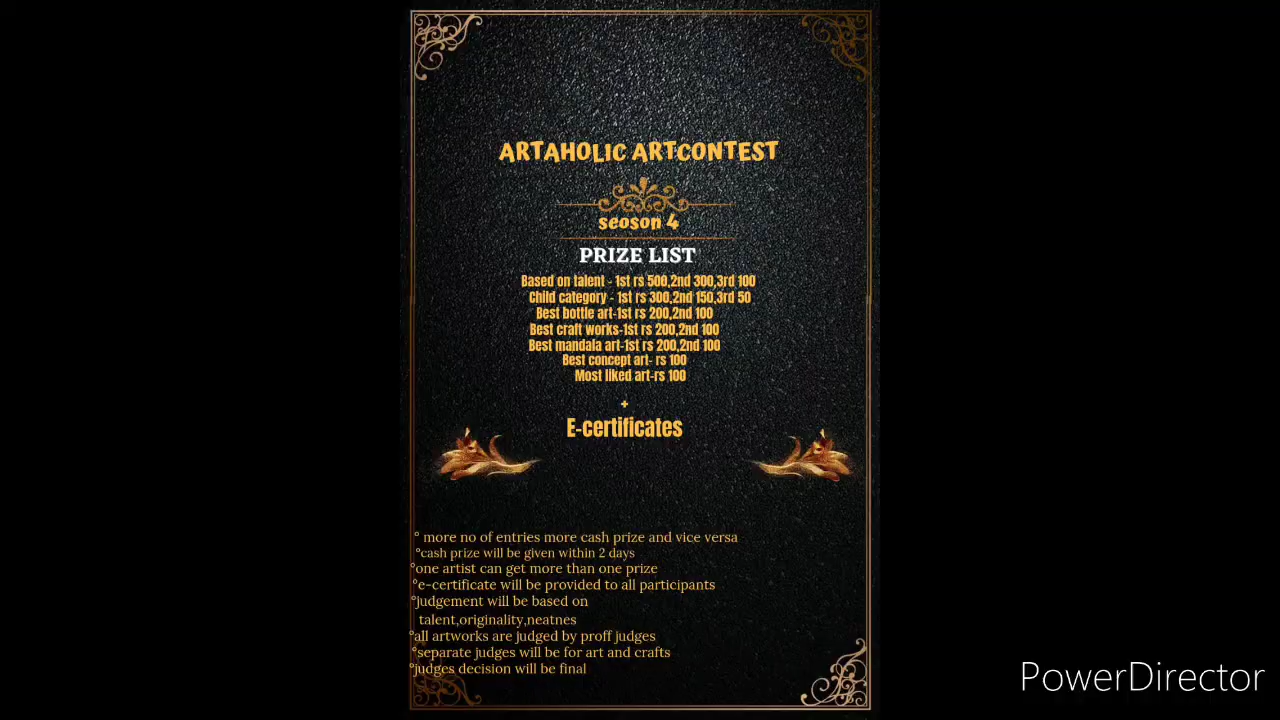 ARTAHOLIC ARTCONTEST
seoson 4
PRIZE LIST
Based on talent - 1st rs 500,2nd 300,3rd 100
Child category - 1st rs 300,2nd 150,3rd 50
Best bottle art-1st rs 200,2nd 100
Best craft works-1st rs 200,2nd 100
Best mandala art-1st rs 200,2nd 100
Best concept art- rs 100
Most liked art-rs 100
+
E-certificates
° more no of entries more cash prize and vice versa
°cash prize will be given within 2 days
°one artist can get more than one prize
°e-certificate will be provided to all participants
°judgement will be based on
talent,originality,neatnes
°all artworks are judged by proff judges
°separate judges will be for art and crafts
°judges decision will be final
PowerDirector